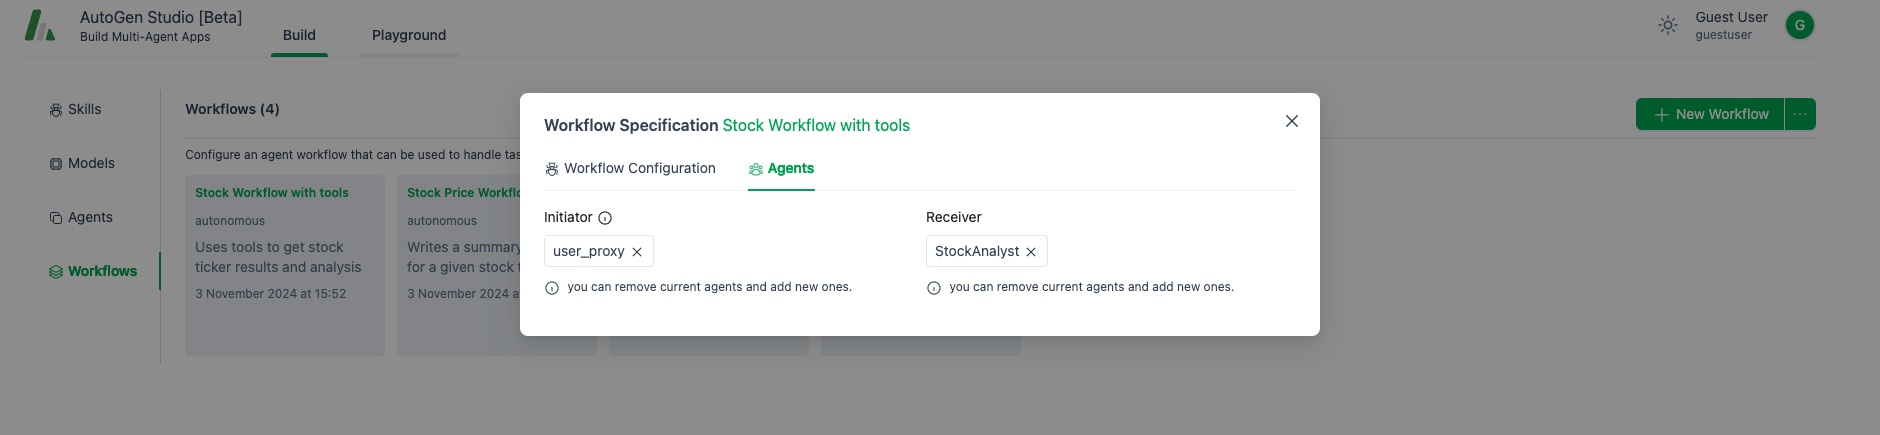 AutoGen Studio [Beta]
Build Multi-Agent Apps
Build
Playground
Guest User
guestuser
G
Skills
Models
Agents
Workflows
Workflows (4)
New Workflow
Configure an agent workflow that can be used to handle
Stock Workflow with tools
autonomous
Uses tools to get stock
ticker results and analysis
3 November 2024 at 15:52
Stock Price
autonomous
Writes a summary
for a given stock
3 November 2024
Workflow Specification Stock Workflow with tools
Workflow Configuration
Agents
Initiator
user_proxy
you can remove current agents and add new ones.
Receiver
StockAnalyst
you can remove current agents and add new ones.